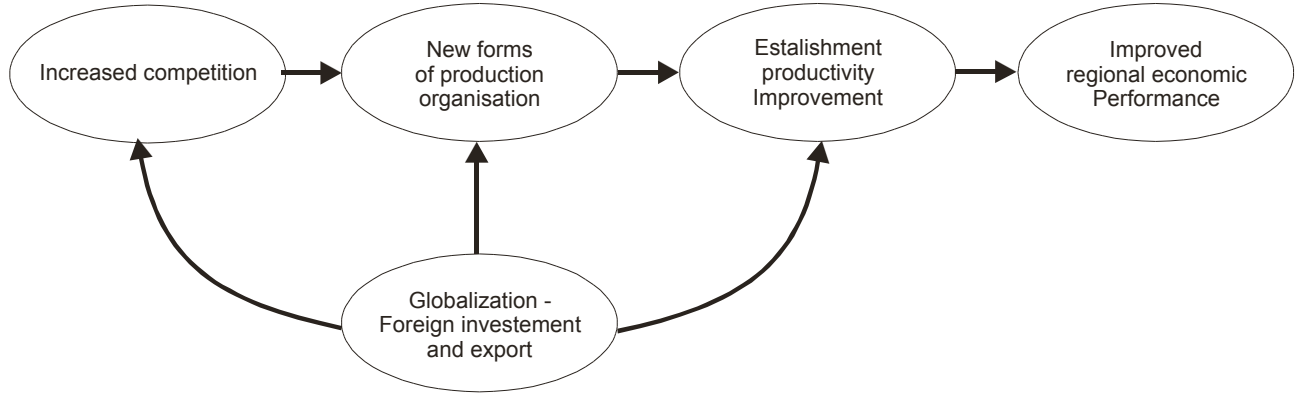 Increased competition
New forms
of production
organisation
Estalishment
productivity
Improvement
Improved
regional economic
Performance
Globalization -
Foreign investement
and export